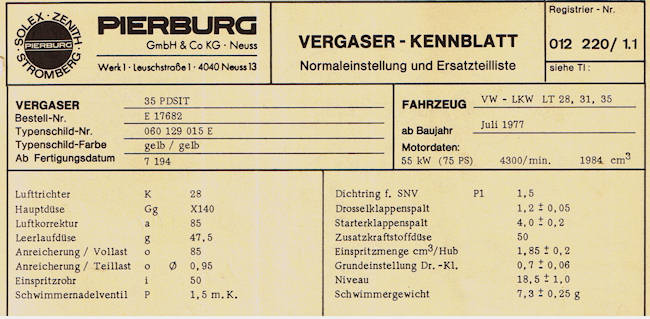 SOLEX - ZENITH
PIERBURG
STROMBERG
PIERBURG
GmbH & Co KG · Neuss
Werk I · Leuschstraße 1 · 4040 Neuss 13
VERGASER - KENNBLATT
Normaleinstellung und Ersatzteilliste
Registrier - Nr.
012 220/ 1.1
siehe TI :
VERGASER 35 PDSIT
Bestell-Nr. E 17682
Typenschild-Nr. 060 129 015 E
Typenschild-Farbe gelb / gelb
Ab Fertigungsdatum 7 194
FAHRZEUG VW - LKW LT 28, 31, 35
ab Baujahr Juli 1977
Motordaten:
55 kW (75 PS) 4300/min. 1984 cm³
Lufttrichter K 28
Hauptdüse Gg X140
Luftkorrektur a 85
Leerlaufdüse g 47,5
Anreicherung / Vollast o 85
Anreicherung / Teillast o Ø 0,95
Einspritzrohr i 50
Schwimmernadelventil P 1,5 m.K.
Dichtring f. SNV P1 1,5
Drosselklappenspalt 1,2 ± 0,05
Starterklappenspalt 4,0 ± 0,2
Zusatzkraftstoffdüse 50
Einspritzmenge cm³/Hub 1,85 ± 0,2
Grundeinstellung Dr. -Kl. 0,7 ± 0,06
Niveau 18,5 ± 1,0
Schwimmergewicht 7,3 ± 0,25 g